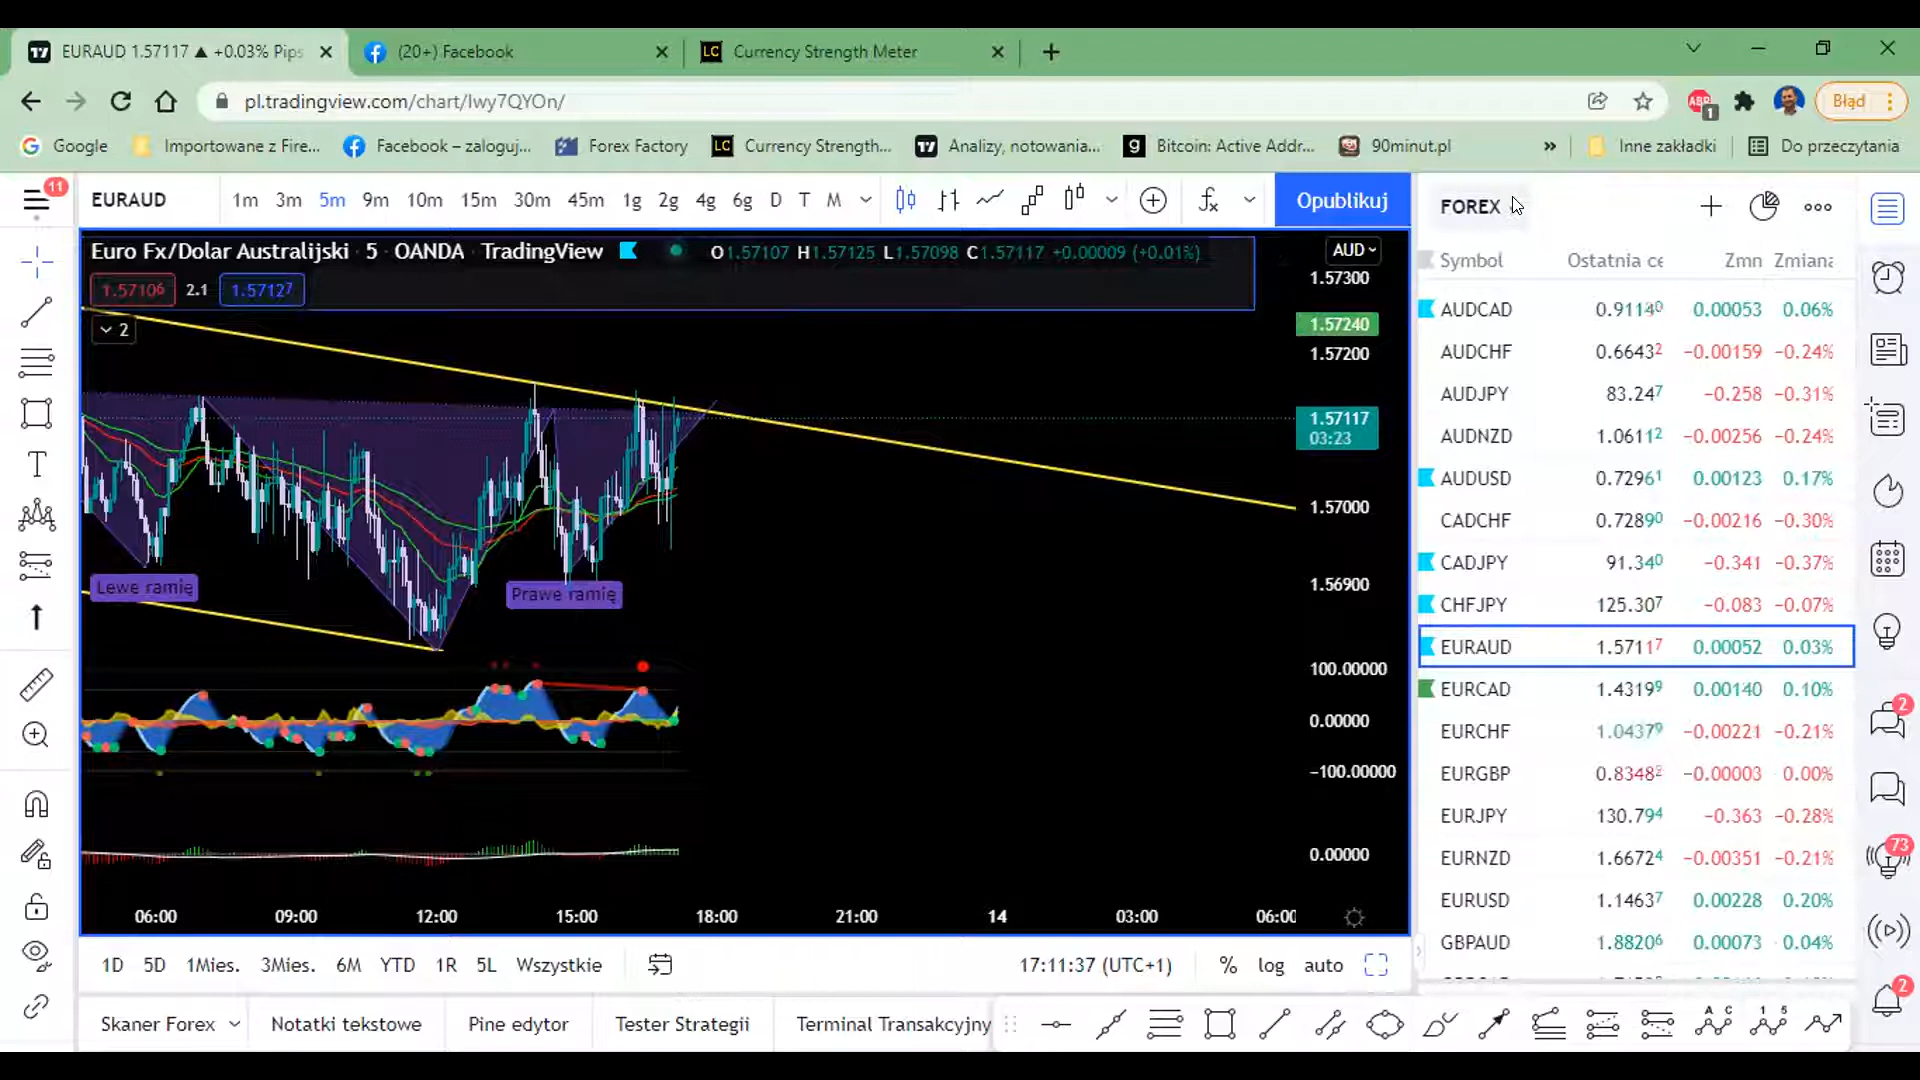 EURAUD 1.57117 ▲ +0.03% Pips
(20+) Facebook
LC Currency Strength Meter
pl.tradingview.com/chart/Iwy7QYOn/
ABP 1
Błąd
Google
Importowane z Fire...
Facebook – zaloguj...
Forex Factory
LC Currency Strength...
Analizy, notowania...
Bitcoin: Active Addr...
90minut.pl
»
Inne zakładki
Do przeczytania
11
EURAUD
1m 3m 5m 9m 10m 15m 30m 45m 1g 2g 4g 6g D T M
Opublikuj
FOREX
Euro Fx/Dolar Australijski · 5 · OANDA · TradingView
O1.57107 H1.57125 L1.57098 C1.57117 +0.00009 (+0.01%)
AUD
1.57106 2.1 1.57127
2
1.57300
1.57240
1.57200
1.57117
03:23
1.57000
1.56900
Lewe ramię
Prawe ramię
100.00000
0.00000
−100.00000
0.00000
06:00 09:00 12:00 15:00 18:00 21:00 14 03:00 06:00
1D 5D 1Mies. 3Mies. 6M YTD 1R 5L Wszystkie
17:11:37 (UTC+1)
% log auto
Skaner Forex
Notatki tekstowe
Pine edytor
Tester Strategii
Terminal Transakcyjny
Symbol Ostatnia ce Zmn Zmiana
AUDCAD 0.91140 0.00053 0.06%
AUDCHF 0.66432 −0.00159 −0.24%
AUDJPY 83.247 −0.258 −0.31%
AUDNZD 1.06112 −0.00256 −0.24%
AUDUSD 0.72961 0.00123 0.17%
CADCHF 0.72890 −0.00216 −0.30%
CADJPY 91.340 −0.341 −0.37%
CHFJPY 125.307 −0.083 −0.07%
EURAUD 1.57117 0.00052 0.03%
EURCAD 1.43199 0.00140 0.10%
EURCHF 1.04379 −0.00221 −0.21%
EURGBP 0.83482 −0.00003 0.00%
EURJPY 130.794 −0.363 −0.28%
EURNZD 1.66724 −0.00351 −0.21%
EURUSD 1.14637 0.00228 0.20%
GBPAUD 1.88206 0.00073 0.04%
2
73
2